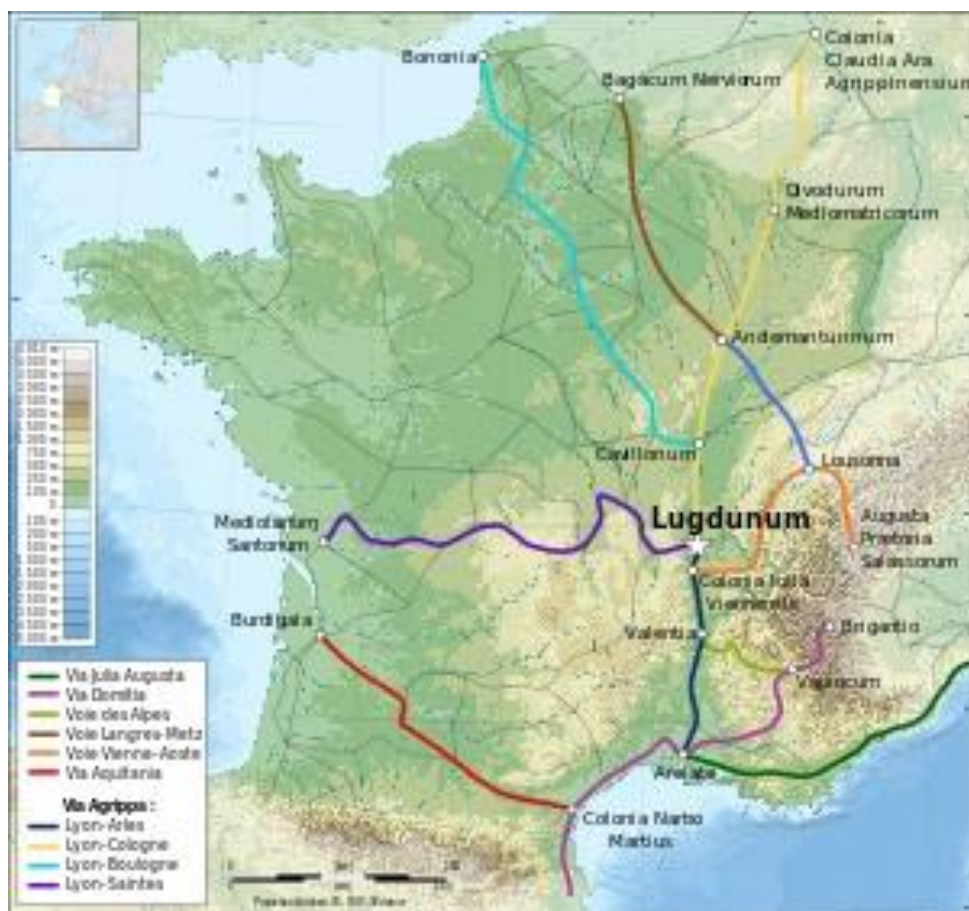 Bononia
Colonia
Claudia Ara
Agrippinensium
Bagacum Nerviorum
Divodurum
Mediomatricorum
Andemantunnum
Cavillonum
Lousonna
Lugdunum
Mediolanum
Santonum
Augusta
Pretoria
Salassorum
Colonia Julia
Viennensis
Burdigala
Valentia
Brigantio
Vapincum
Arelate
Colonia Narbo
Martius
Via Julia Augusta
Via Domitia
Voie des Alpes
Voie Langres-Metz
Voie Vienne-Aoste
Via Aquitania
Via Agrippa :
Lyon-Arles
Lyon-Cologne
Lyon-Boulogne
Lyon-Saintes